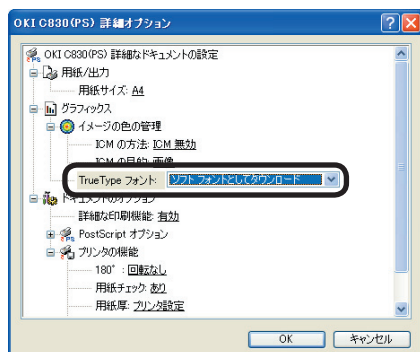 OKI C830(PS) 詳細オプション
OKI C830(PS) 詳細なドキュメントの設定
用紙/出力
用紙サイズ: A4
グラフィックス
イメージの色の管理
ICM の方法: ICM 無効
ICM の目的: 画像
TrueType フォント: ソフト フォントとしてダウンロード
ドキュメントのオプション
詳細な印刷機能: 有効
PostScript オプション
プリンタの機能
180° : 回転なし
用紙チェック: あり
用紙厚: プリンタ設定
OK キャンセル